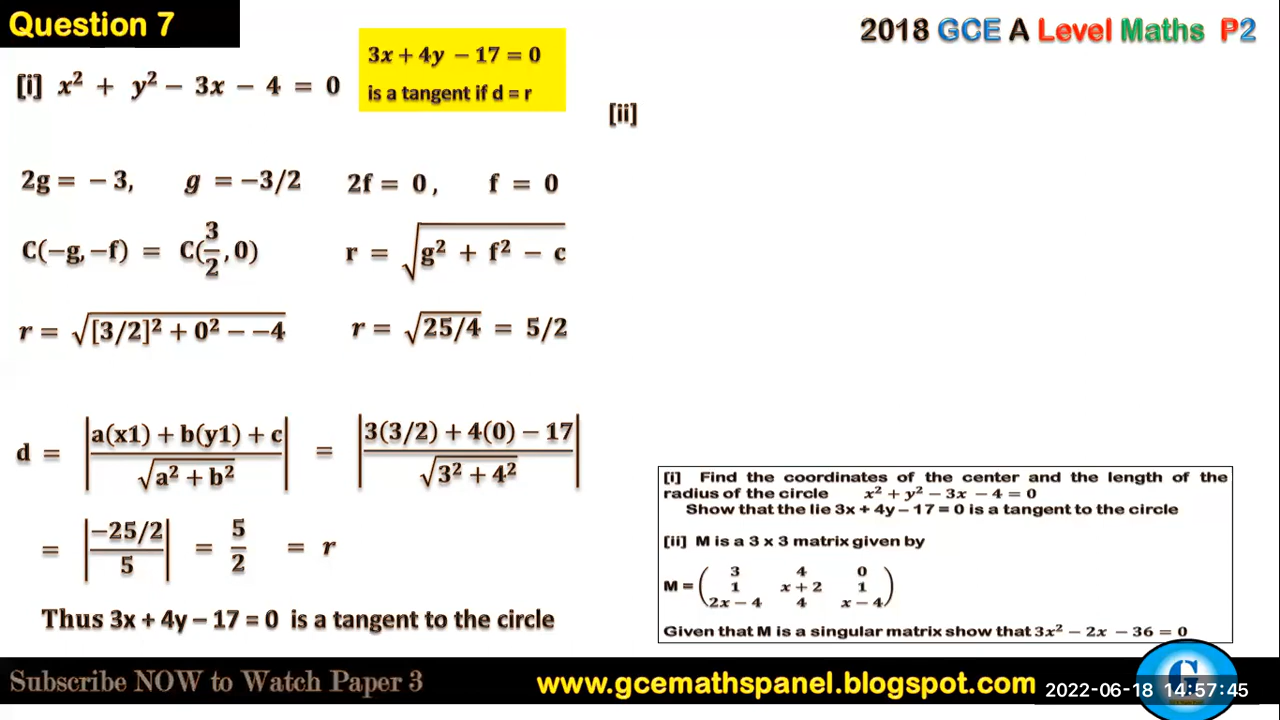 Question 7
2018 GCE A Level Maths P2
[i] x² + y² − 3x − 4 = 0
3x + 4y − 17 = 0
is a tangent if d = r
[ii]
2g = − 3, g = −3/2 2f = 0 , f = 0
C(−g, −f) = C(3/2, 0) r = √(g² + f² − c)
r = √([3/2]² + 0² − −4) r = √(25/4) = 5/2
d = |a(x1) + b(y1) + c / √(a² + b²)| = |3(3/2) + 4(0) − 17 / √(3² + 4²)|
= |−25/2 / 5| = 5/2 = r
Thus 3x + 4y − 17 = 0 is a tangent to the circle
[i] Find the coordinates of the center and the length of the
radius of the circle x² + y² − 3x − 4 = 0
Show that the lie 3x + 4y − 17 = 0 is a tangent to the circle
[ii] M is a 3 x 3 matrix given by
3 4 0
M = ( 1 x + 2 1 )
2x − 4 4 x − 4
Given that M is a singular matrix show that 3x² − 2x − 36 = 0
Subscribe NOW to Watch Paper 3
www.gcemathspanel.blogspot.com
G
2022-06-18 14:57:45